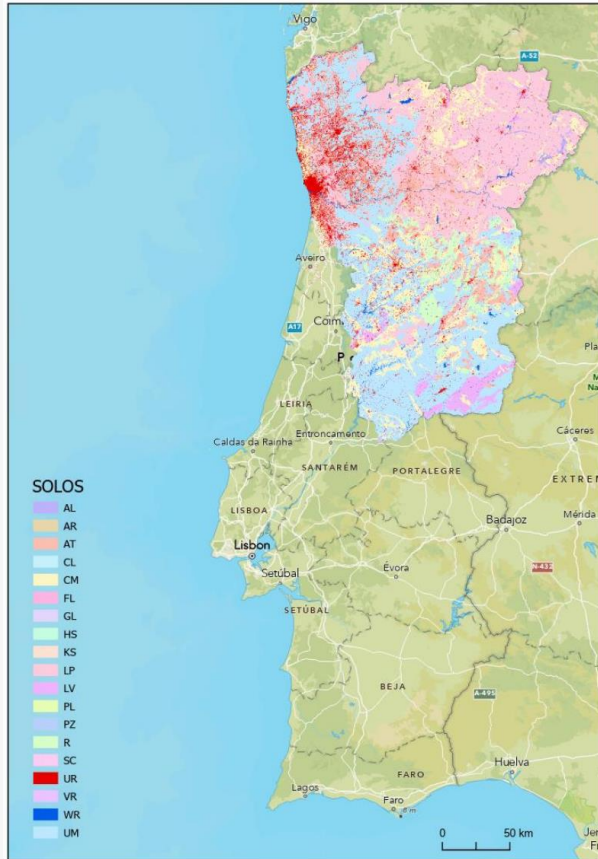 Vigo
A-52
Aveiro
A17
Coim
P
LEIRIA
Caldas da Rainha
Entroncamento
SANTARÉM
PORTALEGRE
Cáceres
EXTREM
LISBOA
Lisbon
Badajoz
Mérida
Setúbal
Évora
N-432
SETÚBAL
BEJA
A-495
Huelva
FARO
Lagos
Faro
SOLOS
AL
AR
AT
CL
CM
FL
GL
HS
KS
LP
LV
PL
PZ
R
SC
UR
VR
WR
UM
0 50 km